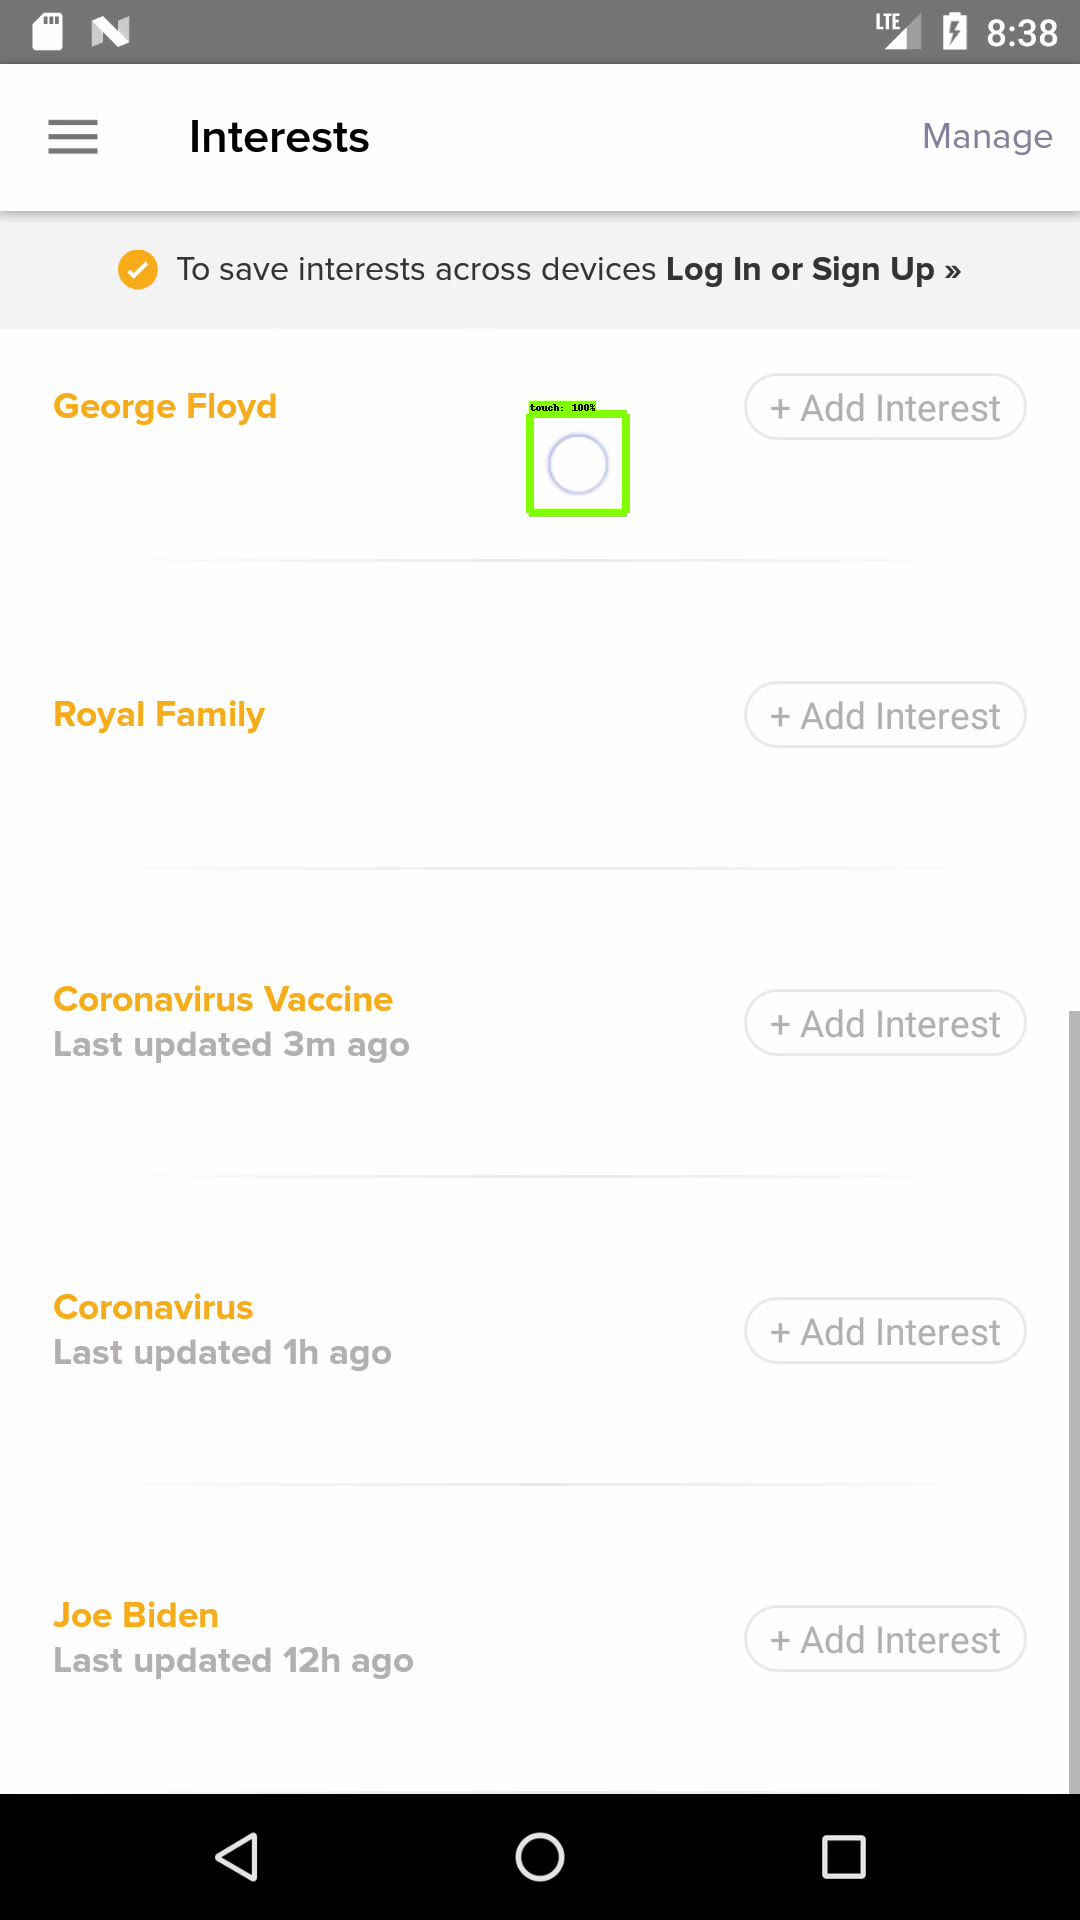 LTE 8:38
Interests Manage
To save interests across devices Log In or Sign Up »
George Floyd + Add Interest
touch: 100%
Royal Family + Add Interest
Coronavirus Vaccine
Last updated 3m ago + Add Interest
Coronavirus
Last updated 1h ago + Add Interest
Joe Biden
Last updated 12h ago + Add Interest